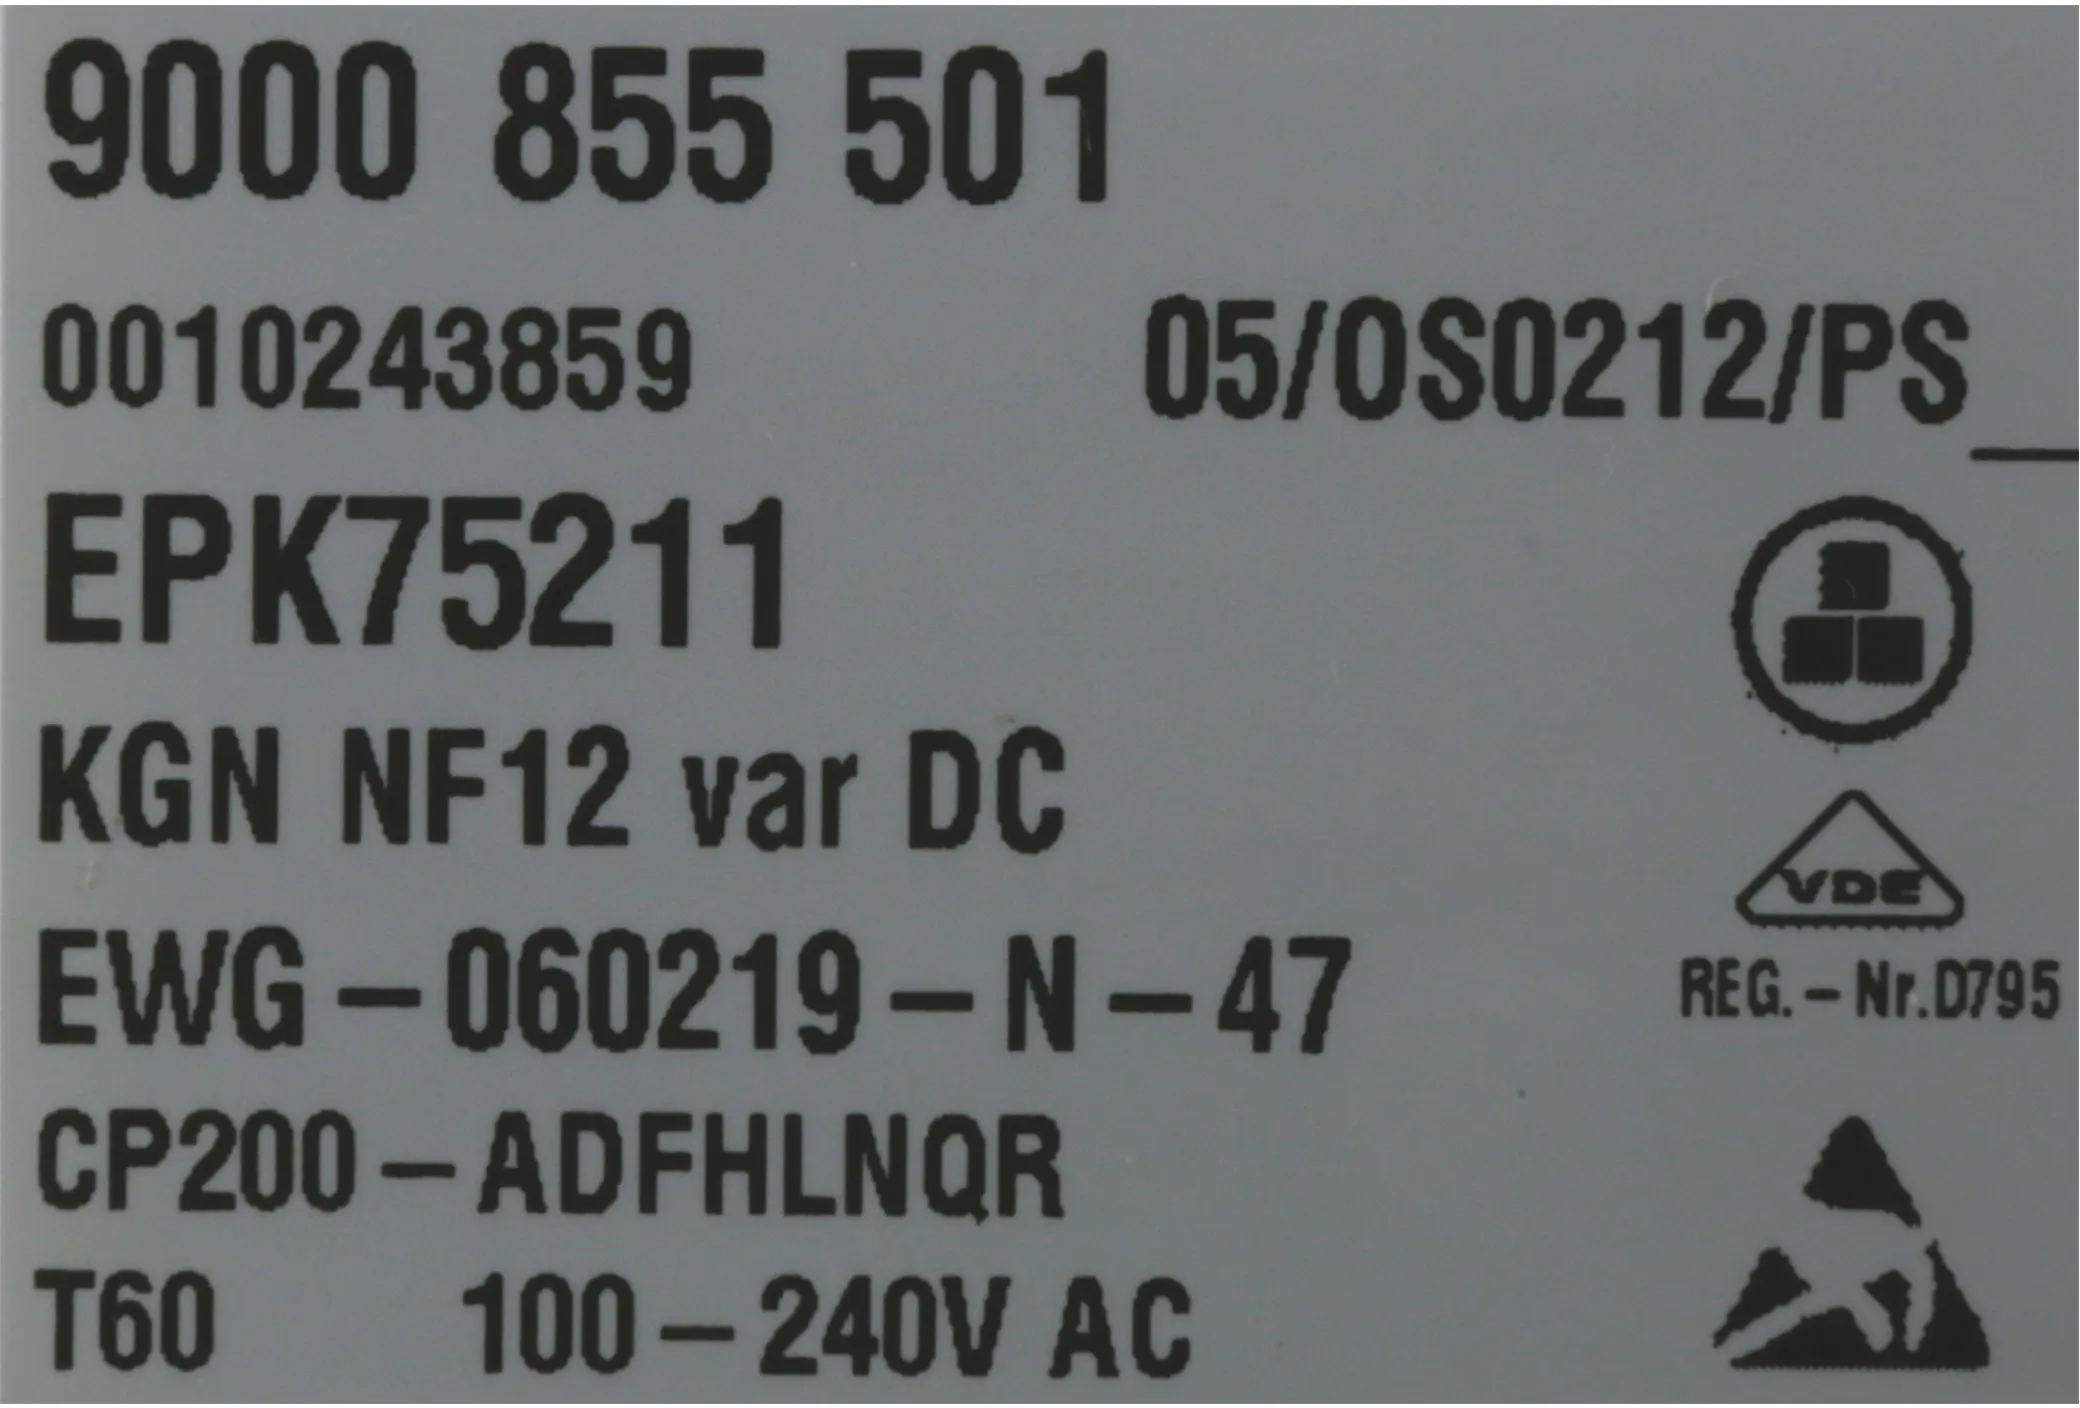 9000 855 501
0010243859 05/OS0212/PS
EPK75211
KGN NF12 var DC
VDE
EWG-060219-N-47
REG.-Nr.D795
CP200-ADFHLNQR
T60 100-240V AC